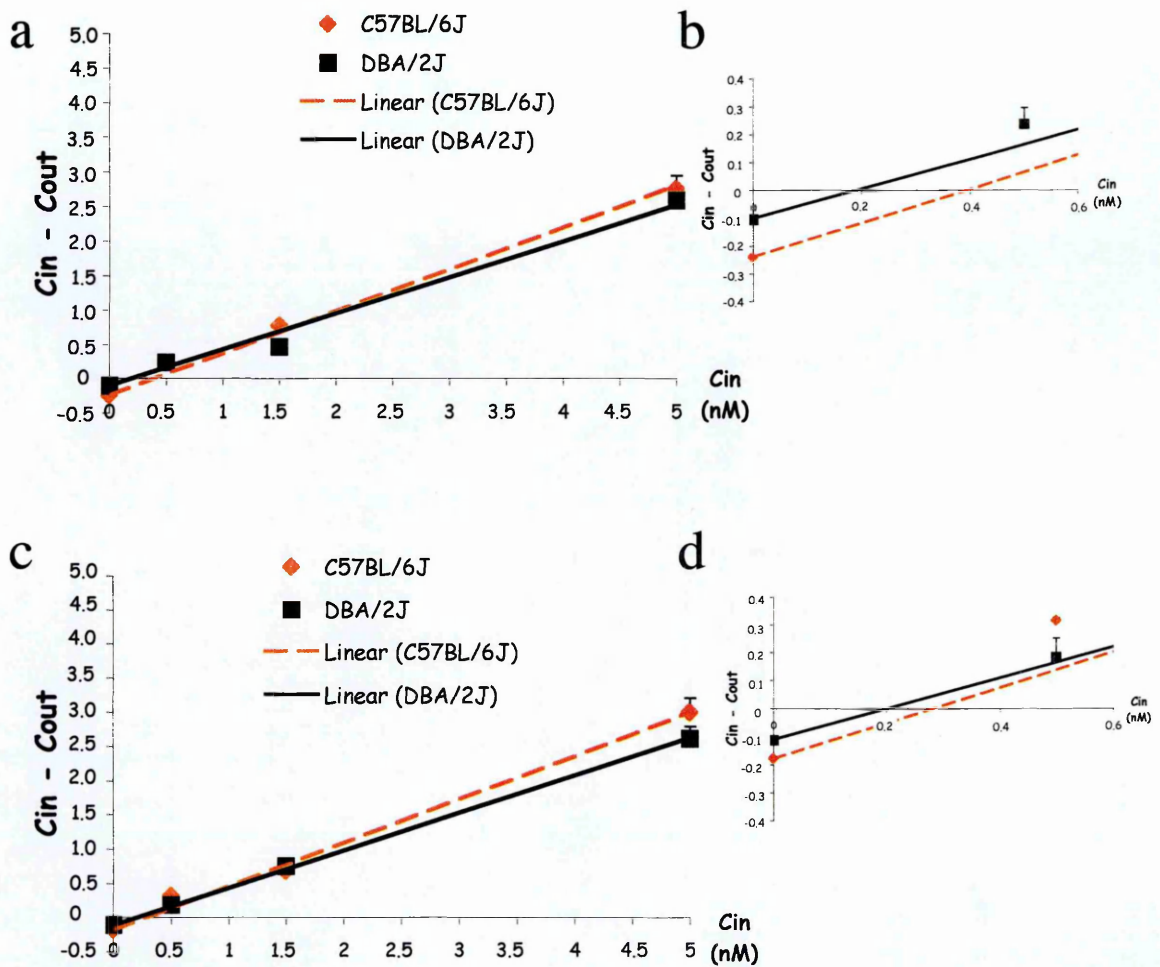 a
5.0
4.5
4.0
3.5
3.0
2.5
2.0
1.5
1.0
0.5
0
-0.5
Cin - Cout
C57BL/6J
DBA/2J
Linear (C57BL/6J)
Linear (DBA/2J)
0 0.5 1 1.5 2 2.5 3 3.5 4 4.5 5
Cin
(nM)
b
0.4
0.3
0.2
0.1
0
-0.1
-0.2
-0.3
-0.4
Cin - Cout
0 0,2 0,4 0,6
Cin
(nM)
c
5.0
4.5
4.0
3.5
3.0
2.5
2.0
1.5
1.0
0.5
0
-0.5
Cin - Cout
C57BL/6J
DBA/2J
Linear (C57BL/6J)
Linear (DBA/2J)
0 0.5 1 1.5 2 2.5 3 3.5 4 4.5 5
Cin
(nM)
d
0.4
0.3
0.2
0.1
0
-0.1
-0.2
-0.3
-0.4
Cin - Cout
0 0.2 0.4 0.6
Cin
(nM)